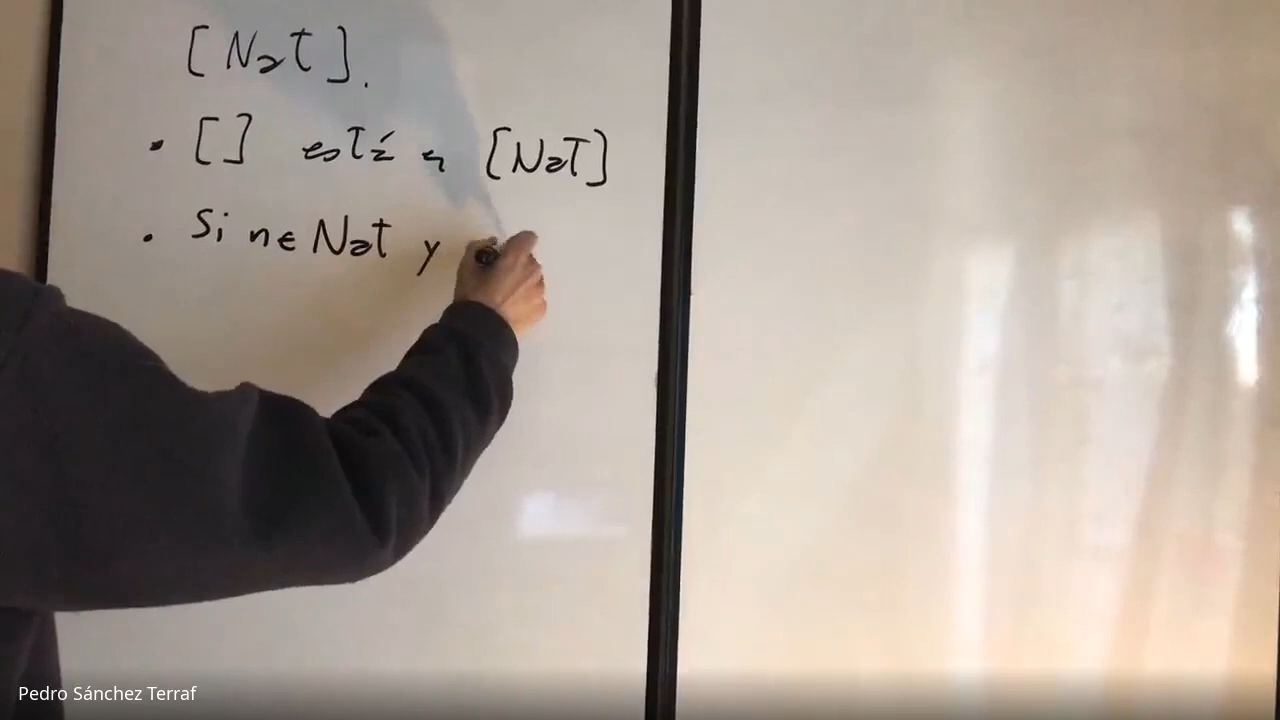 [Nat].
• [] está en [Nat]
• Si n ∈ Nat y
Pedro Sánchez Terraf